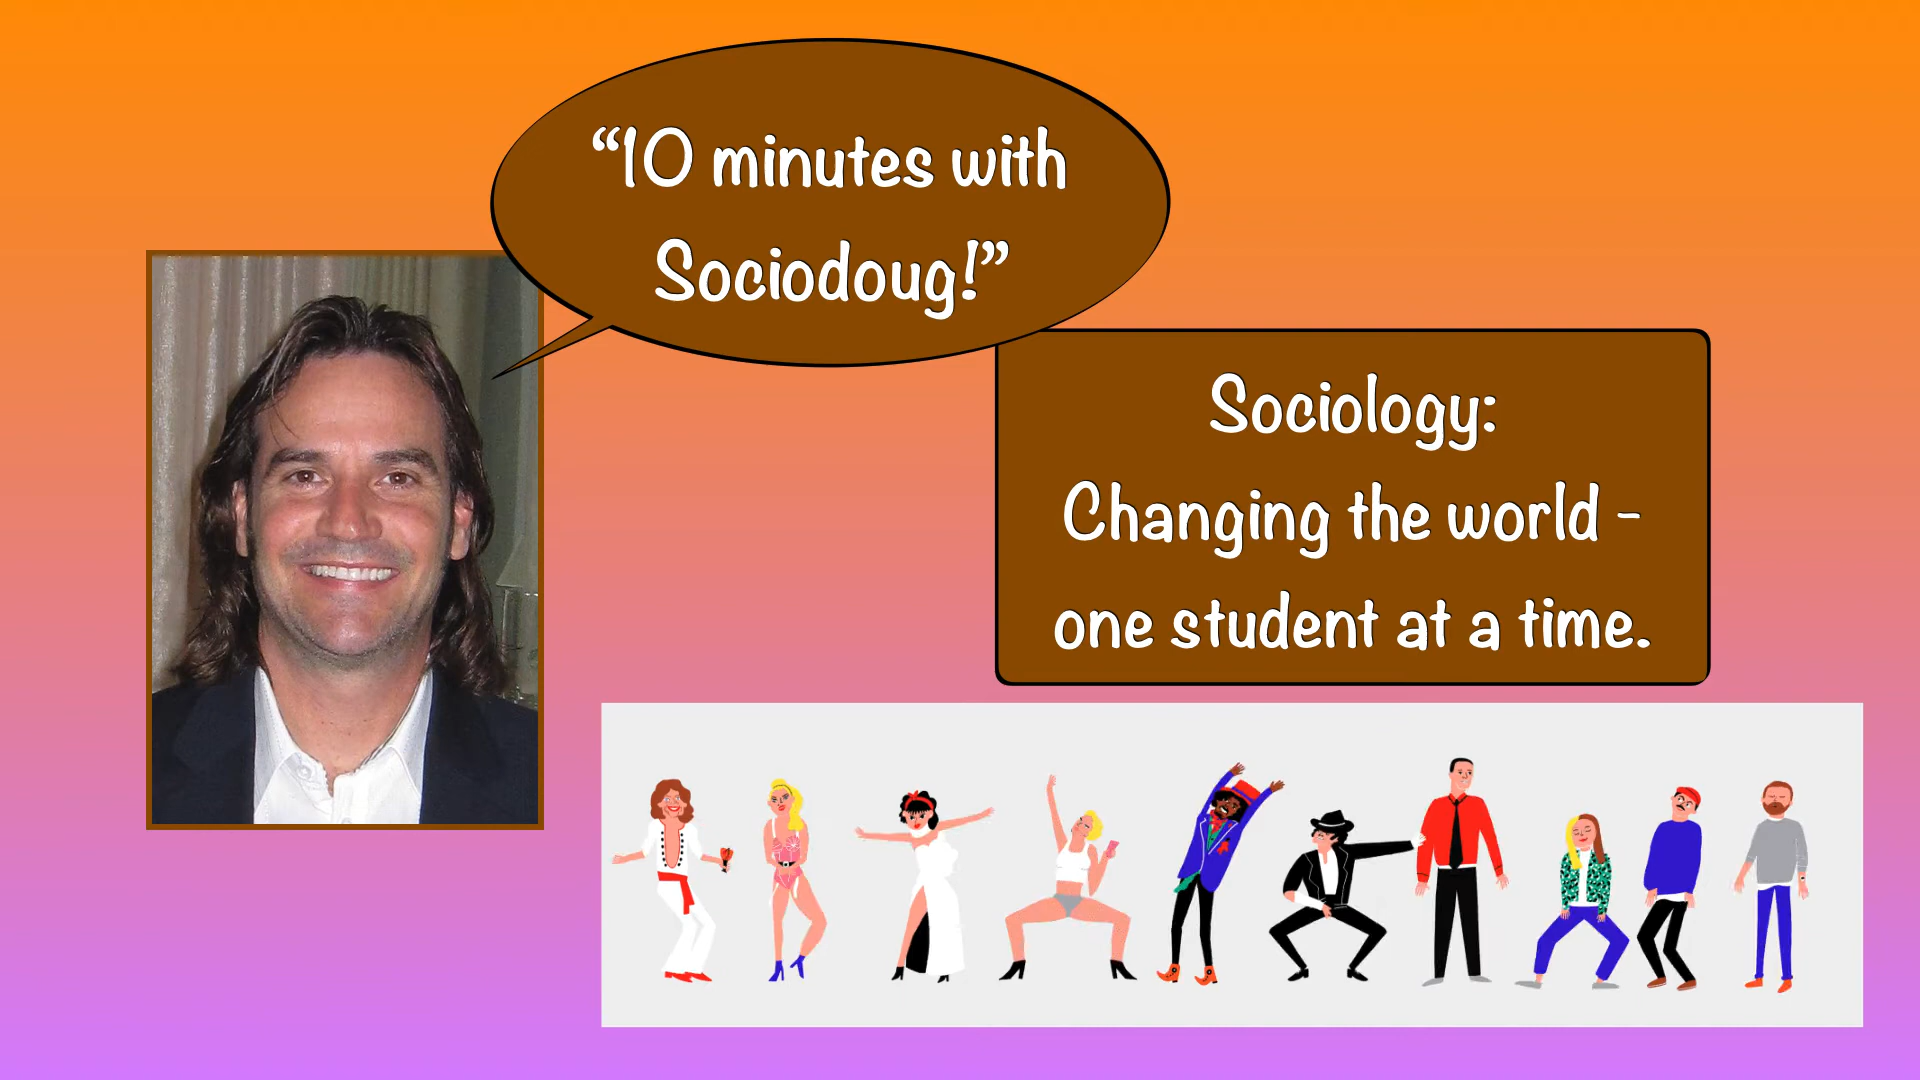 “10 minutes with
Sociodoug!”
Sociology:
Changing the world -
one student at a time.